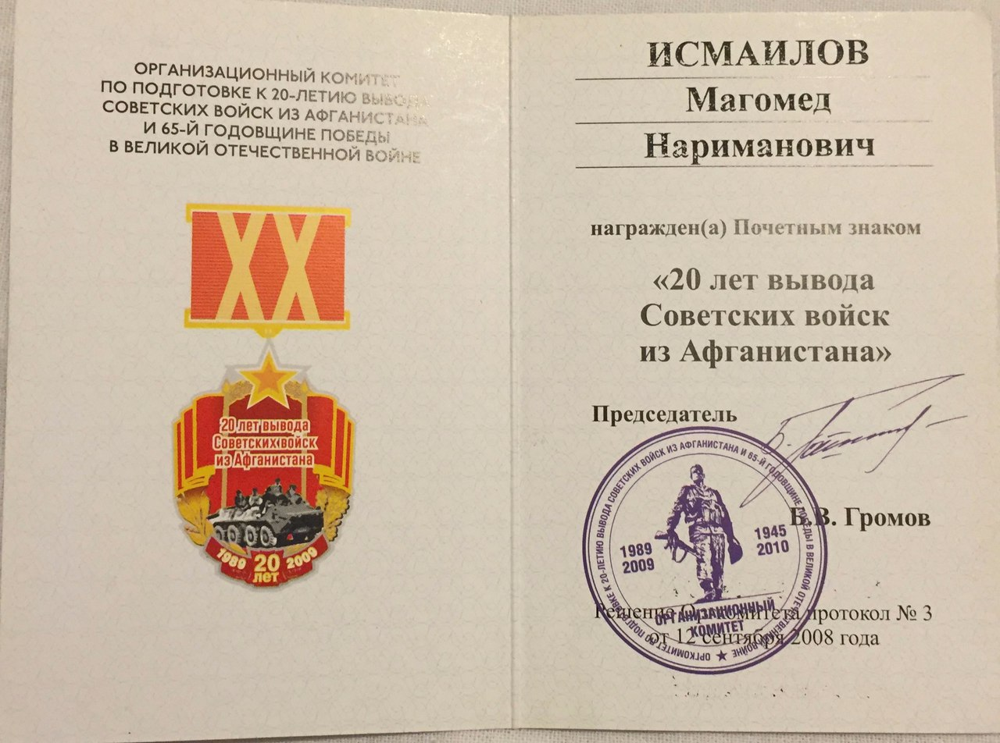 ОРГАНИЗАЦИОННЫЙ КОМИТЕТ
ПО ПОДГОТОВКЕ К 20-ЛЕТИЮ ВЫВОДА
СОВЕТСКИХ ВОЙСК ИЗ АФГАНИСТАНА
И 65-Й ГОДОВЩИНЕ ПОБЕДЫ
В ВЕЛИКОЙ ОТЕЧЕСТВЕННОЙ ВОЙНЕ
XX
20 лет вывода
Советских войск
из Афганистана
1989 20 2009
лет
ИСМАИЛОВ
Магомед
Нариманович
награжден(а) Почетным знаком
«20 лет вывода
Советских войск
из Афганистана»
Председатель
Б.В. Громов
ОРГКОМИТЕТ ПО ПОДГОТОВКЕ К 20-ЛЕТИЮ ВЫВОДА СОВЕТСКИХ ВОЙСК ИЗ АФГАНИСТАНА И 65-Й ГОДОВЩИНЕ ПОБЕДЫ В ВЕЛИКОЙ ОТЕЧЕСТВЕННОЙ ВОЙНЕ
1989
2009
1945
2010
ОРГАНИЗАЦИОННЫЙ
КОМИТЕТ
Решение Оргкомитета протокол № 3
от 12 сентября 2008 года